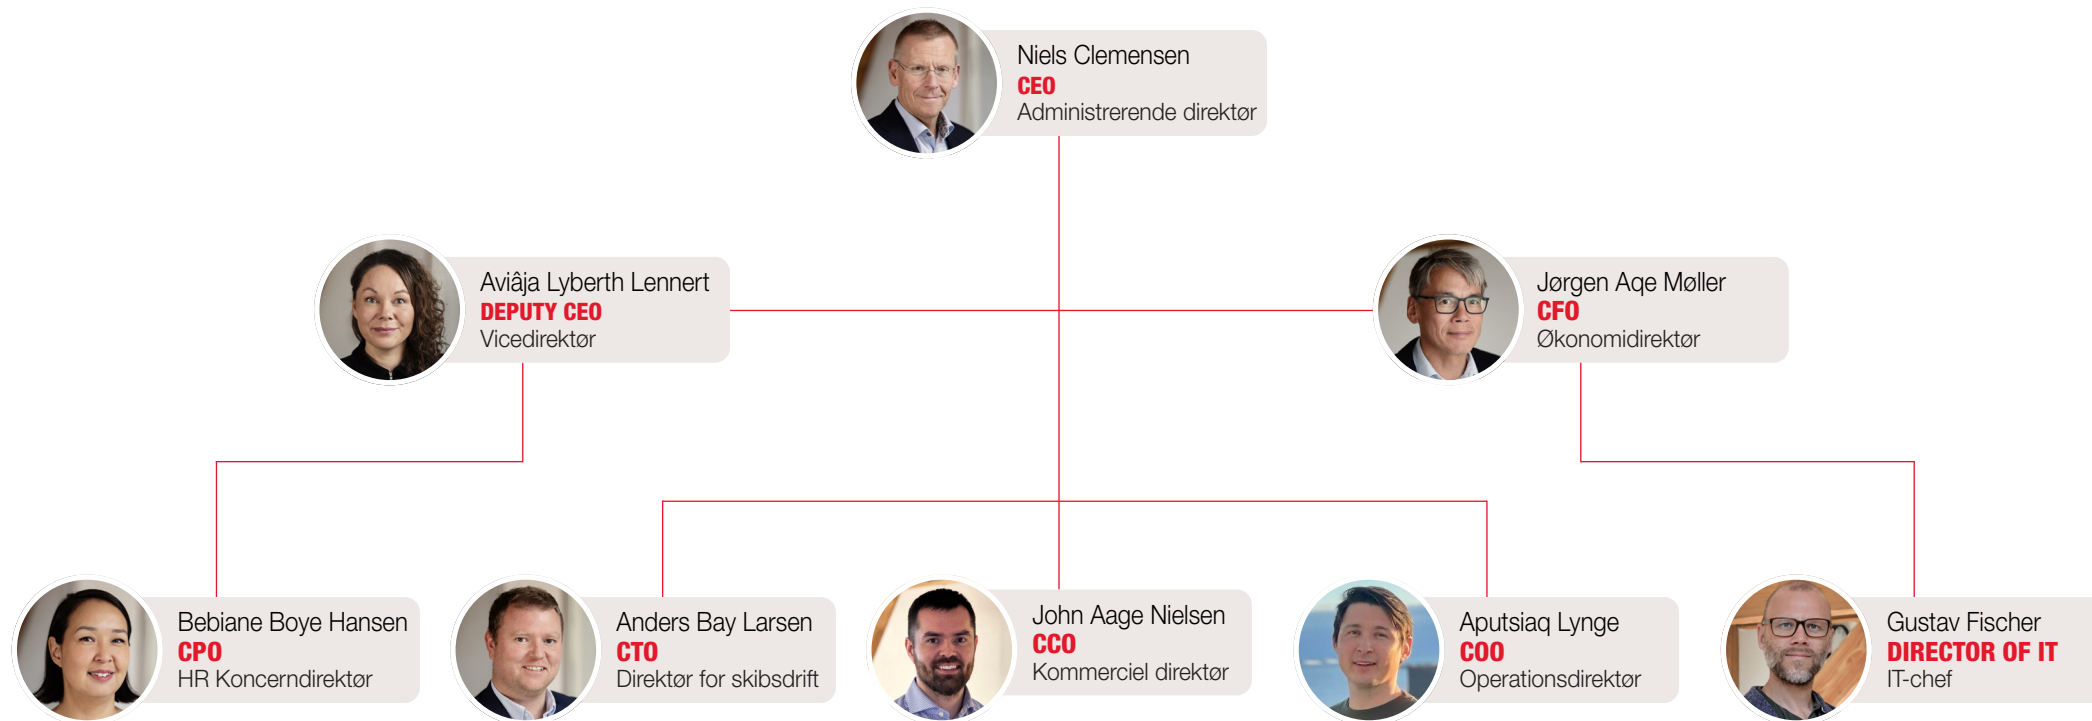 Niels Clemensen
CEO
Administrerende direktør
Aviâja Lyberth Lennert
DEPUTY CEO
Vicedirektør
Jørgen Aqe Møller
CFO
Økonomidirektør
Bebiane Boye Hansen
CPO
HR Koncerndirektør
Anders Bay Larsen
CTO
Direktør for skibsdrift
John Aage Nielsen
CCO
Kommerciel direktør
Aputsiaq Lynge
COO
Operationsdirektør
Gustav Fischer
DIRECTOR OF IT
IT-chef